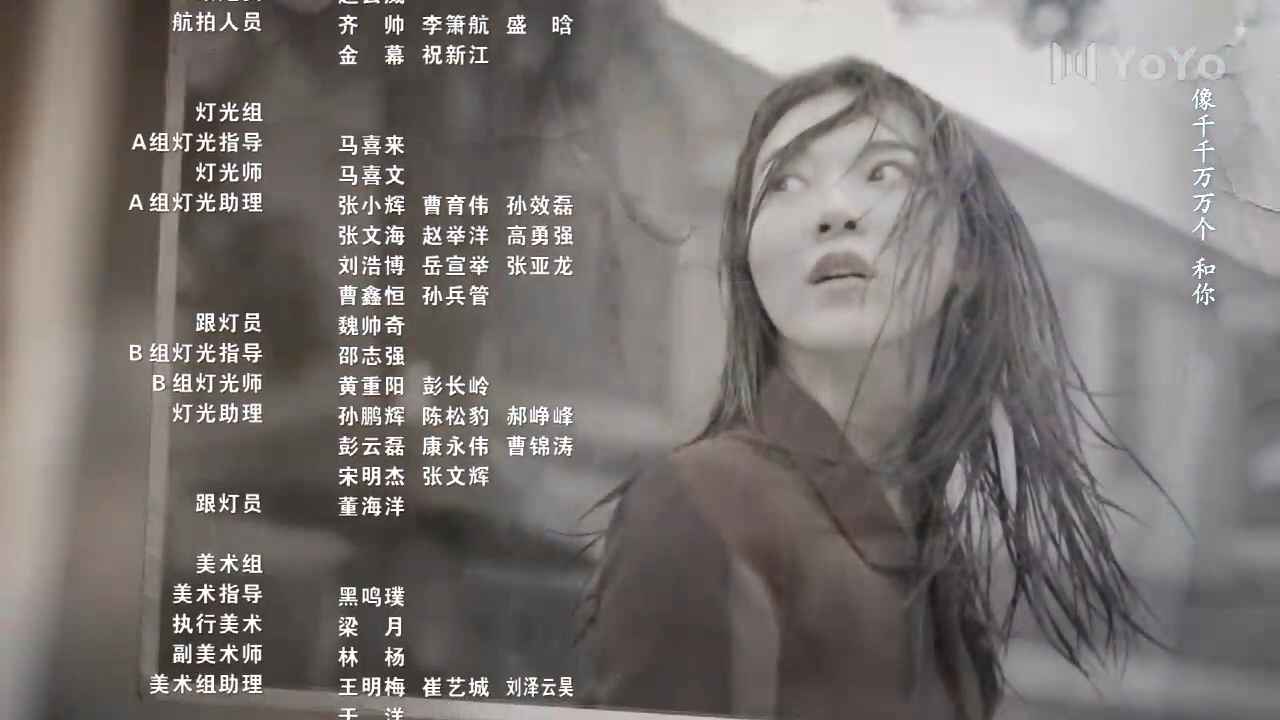 航拍人员 齐 帅 李箫航 盛 晗
金 幕 祝新江
灯光组
A组灯光指导 马喜来
灯光师 马喜文
A组灯光助理 张小辉 曹育伟 孙效磊
张文海 赵举洋 高勇强
刘浩博 岳宣举 张亚龙
曹鑫恒 孙兵管
跟灯员 魏帅奇
B组灯光指导 邵志强
B组灯光师 黄重阳 彭长岭
灯光助理 孙鹏辉 陈松豹 郝峥峰
彭云磊 康永伟 曹锦涛
宋明杰 张文辉
跟灯员 董海洋
美术组
美术指导 黑鸣璞
执行美术 梁 月
副美术师 林 杨
美术组助理 王明梅 崔艺城 刘泽云昊
YoYo
像千千万万个 和你